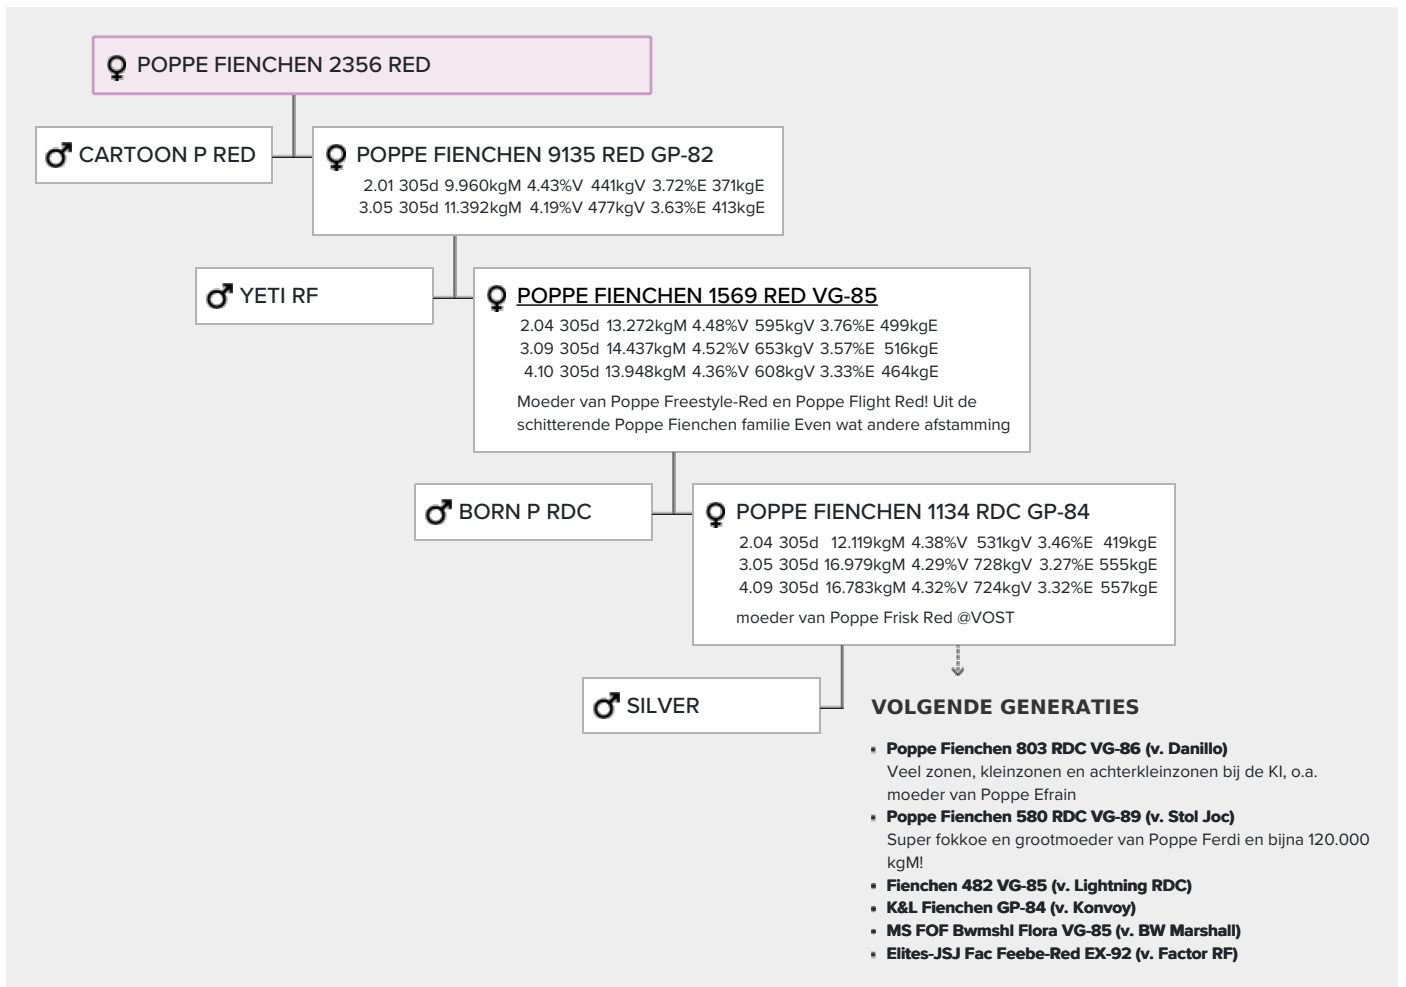 POPPE FIENCHEN 2356 RED
CARTOON P RED
POPPE FIENCHEN 9135 RED GP-82
2.01 305d 9.960kgM 4.43%V 441kgV 3.72%E 371kgE
3.05 305d 11.392kgM 4.19%V 477kgV 3.63%E 413kgE
YETI RF
POPPE FIENCHEN 1569 RED VG-85
2.04 305d 13.272kgM 4.48%V 595kgV 3.76%E 499kgE
3.09 305d 14.437kgM 4.52%V 653kgV 3.57%E 516kgE
4.10 305d 13.948kgM 4.36%V 608kgV 3.33%E 464kgE
Moeder van Poppe Freestyle-Red en Poppe Flight Red! Uit de
schitterende Poppe Fienchen familie Even wat andere afstamming
BORN P RDC
POPPE FIENCHEN 1134 RDC GP-84
2.04 305d 12.119kgM 4.38%V 531kgV 3.46%E 419kgE
3.05 305d 16.979kgM 4.29%V 728kgV 3.27%E 555kgE
4.09 305d 16.783kgM 4.32%V 724kgV 3.32%E 557kgE
moeder van Poppe Frisk Red @VOST
SILVER
VOLGENDE GENERATIES
Poppe Fienchen 803 RDC VG-86 (v. Danillo)
Veel zonen, kleinzonen en achterkleinzonen bij de KI, o.a.
moeder van Poppe Efrain
Poppe Fienchen 580 RDC VG-89 (v. Stol Joc)
Super fokkoe en grootmoeder van Poppe Ferdi en bijna 120.000
kgM!
Fienchen 482 VG-85 (v. Lightning RDC)
K&L Fienchen GP-84 (v. Konvoy)
MS FOF Bwmshl Flora VG-85 (v. BW Marshall)
Elites-JSJ Fac Feebe-Red EX-92 (v. Factor RF)